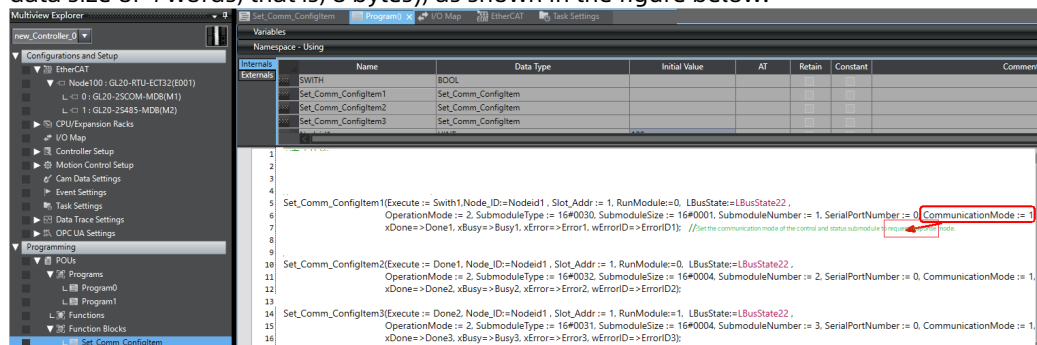 data size of 4 words, that is, 8 bytes), as shown in the figure below.
Multiview Explorer
Set_Comm_ConfigItem Program0 x I/O Map EtherCAT Task Settings
new_Controller_0
Variables
Namespace - Using
Configurations and Setup
EtherCAT
Node100 : GL20-RTU-ECT32(E001)
0 : GL20-2SCOM-MDB(M1)
1 : GL20-2S485-MDB(M2)
CPU/Expansion Racks
I/O Map
Controller Setup
Motion Control Setup
Cam Data Settings
Event Settings
Task Settings
Data Trace Settings
OPC UA Settings
Programming
POUs
Programs
Program0
Program1
Functions
Function Blocks
Set_Comm_ConfigItem
Internals
Externals
Name Data Type Initial Value AT Retain Constant Comment
SWITH BOOL
Set_Comm_ConfigItem1 Set_Comm_ConfigItem
Set_Comm_ConfigItem2 Set_Comm_ConfigItem
Set_Comm_ConfigItem3 Set_Comm_ConfigItem
1
2
3
4
5 Set_Comm_ConfigItem1(Execute := Swith1,Node_ID:=Nodeid1 , Slot_Addr := 1, RunModule:=0, LBusState:=LBusState22 ,
6 OperationMode := 2, SubmoduleType := 16#0030, SubmoduleSize := 16#0001, SubmoduleNumber := 1, SerialPortNumber := 0, CommunicationMode := 1
7 xDone=>Done1, xBusy=>Busy1, xError=>Error1, wErrorID=>ErrorID1); //Set the communication mode of the control and status submodule to request-response mode.
8
9
10 Set_Comm_ConfigItem2(Execute := Done1, Node_ID:=Nodeid1 , Slot_Addr := 1, RunModule:=0, LBusState:=LBusState22 ,
11 OperationMode := 2, SubmoduleType := 16#0032, SubmoduleSize := 16#0004, SubmoduleNumber := 2, SerialPortNumber := 0, CommunicationMode := 1,
12 xDone=>Done2, xBusy=>Busy2, xError=>Error2, wErrorID=>ErrorID2);
13
14 Set_Comm_ConfigItem3(Execute := Done2, Node_ID:=Nodeid1 , Slot_Addr := 1, RunModule:=1, LBusState:=LBusState22 ,
15 OperationMode := 2, SubmoduleType := 16#0031, SubmoduleSize := 16#0004, SubmoduleNumber := 3, SerialPortNumber := 0, CommunicationMode := 1,
16 xDone=>Done3, xBusy=>Busy3, xError=>Error3, wErrorID=>ErrorID3);